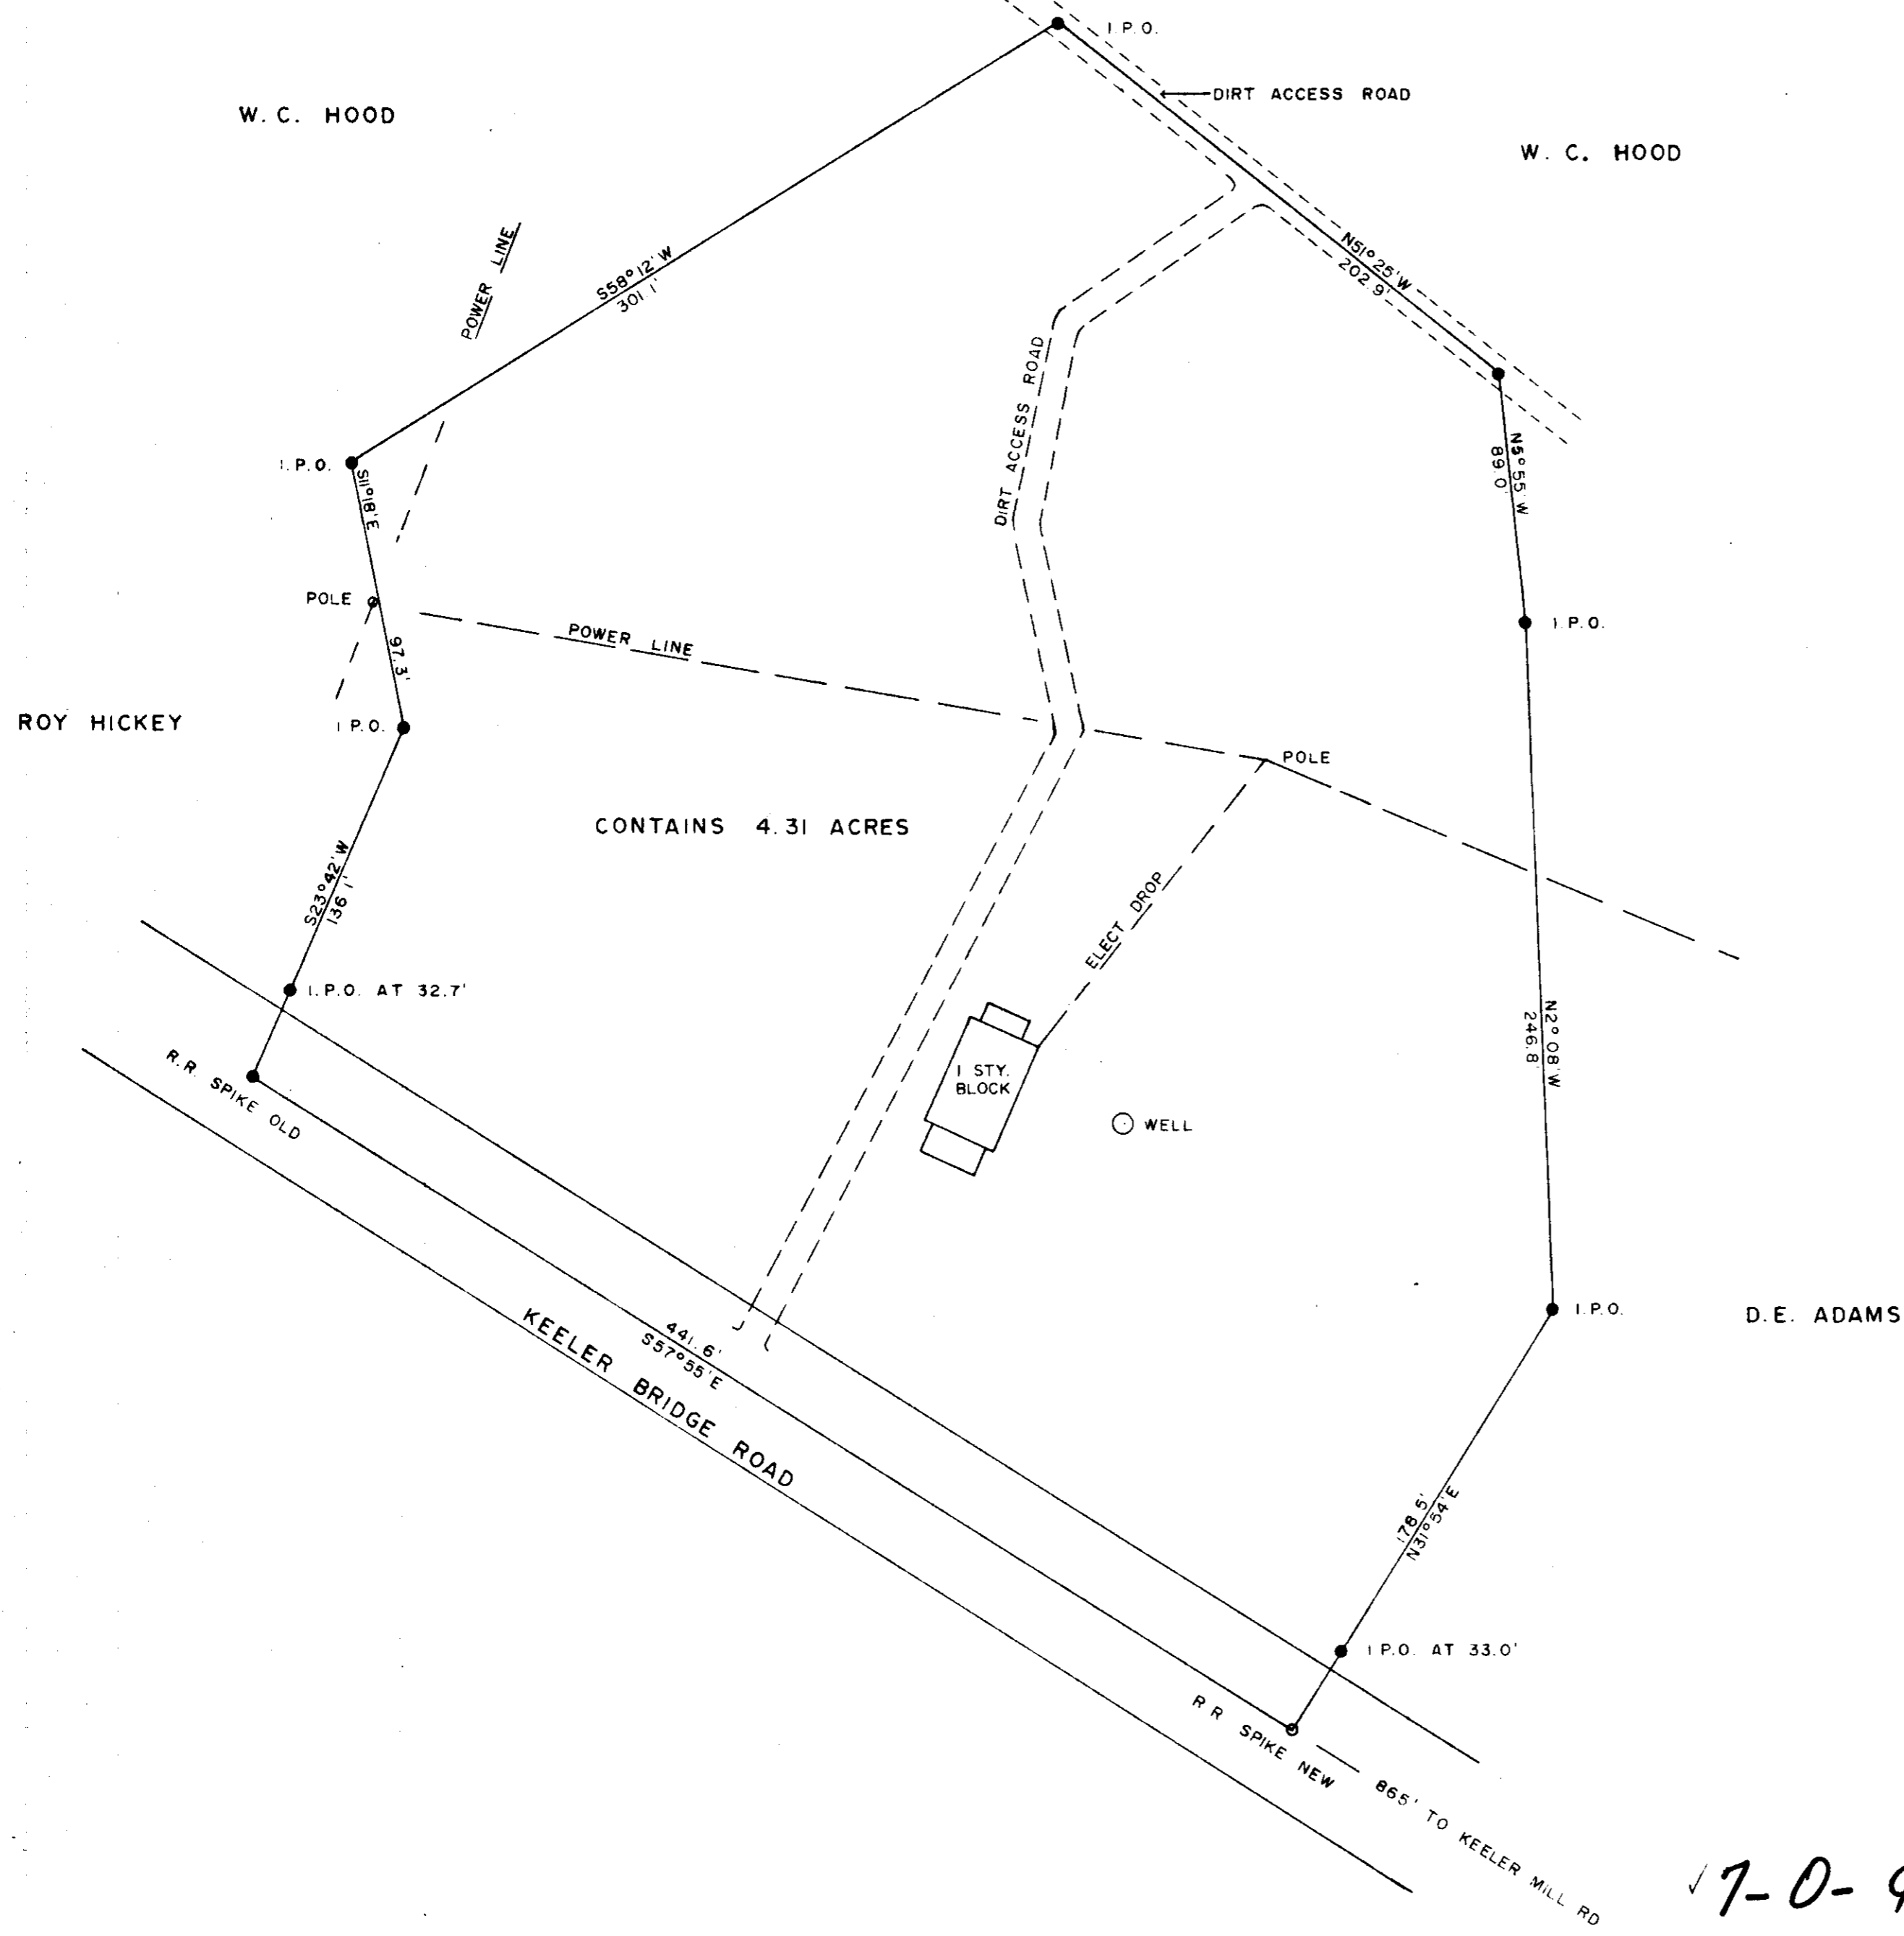 I.P.O.
DIRT ACCESS ROAD
W. C. HOOD
W. C. HOOD
POWER LINE
S58°12'W
301.1'
N51°25'W
202.9'
DIRT ACCESS ROAD
I.P.O.
S11°18'E
97.3'
N5°55'W
89.0'
POLE
POWER LINE
I.P.O.
ROY HICKEY
I.P.O.
POLE
CONTAINS 4.31 ACRES
S23°42'W
136.1'
ELECT DROP
I.P.O. AT 32.7'
N2°08'W
246.8'
R.R. SPIKE OLD
1 STY.
BLOCK
WELL
I.P.O.
D.E. ADAMS
441.6'
S57°55'E
KEELER BRIDGE ROAD
178.5'
N31°54'E
I.P.O. AT 33.0'
R.R. SPIKE NEW
865' TO KEELER MILL RD